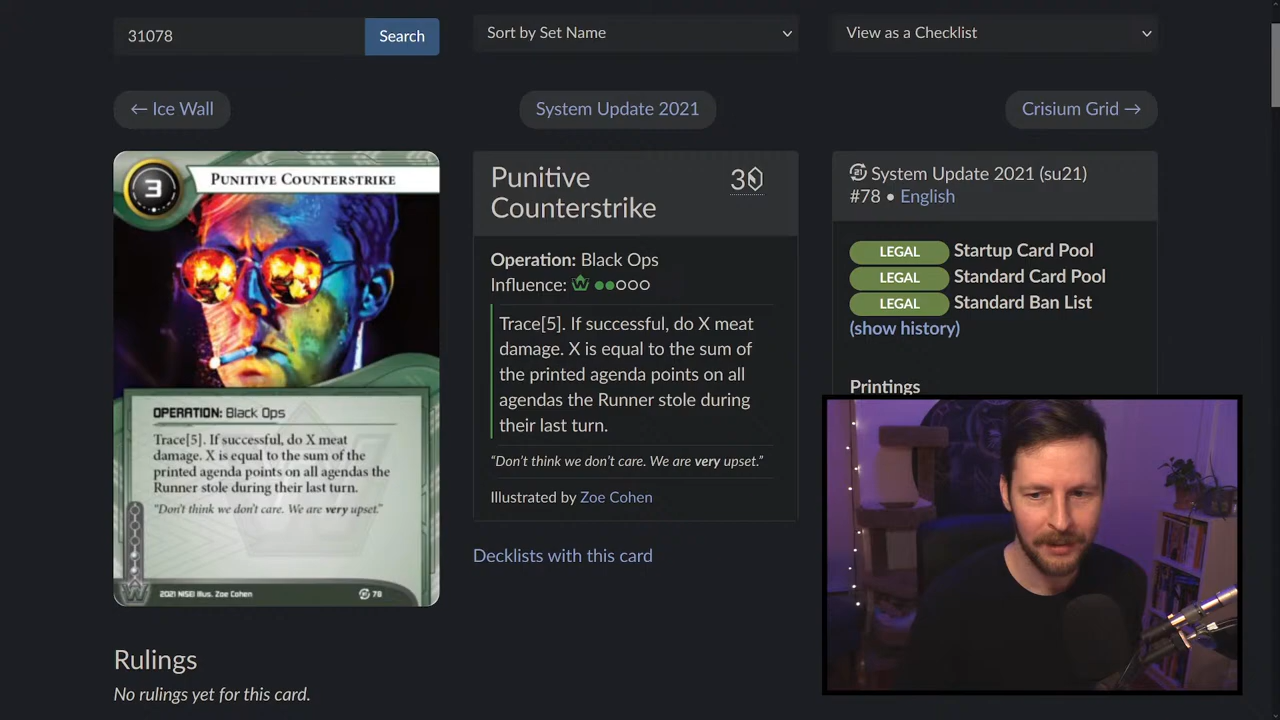 31078
Search
Sort by Set Name
View as a Checklist
← Ice Wall
System Update 2021
Crisium Grid →
3
PUNITIVE COUNTERSTRIKE
OPERATION: Black Ops
Trace[5]. If successful, do X meat
damage. X is equal to the sum of the
printed agenda points on all agendas the
Runner stole during their last turn.
"Don't think we don't care. We are very upset."
2021 NISEI Illus. Zoe Cohen
78
Punitive
Counterstrike
3
Operation: Black Ops
Influence:
Trace[5]. If successful, do X meat
damage. X is equal to the sum of
the printed agenda points on all
agendas the Runner stole during
their last turn.
“Don’t think we don’t care. We are very upset.”
Illustrated by Zoe Cohen
Decklists with this card
System Update 2021 (su21)
#78 • English
LEGAL Startup Card Pool
LEGAL Standard Card Pool
LEGAL Standard Ban List
(show history)
Printings
Rulings
No rulings yet for this card.